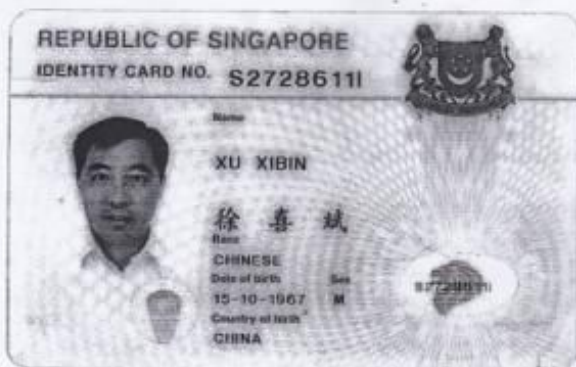 REPUBLIC OF SINGAPORE
IDENTITY CARD NO. S2728611I
Name
XU XIBIN
徐喜斌
Race
CHINESE
Date of birth Sex
15-10-1967 M
Country of birth
CHINA
S2728611I